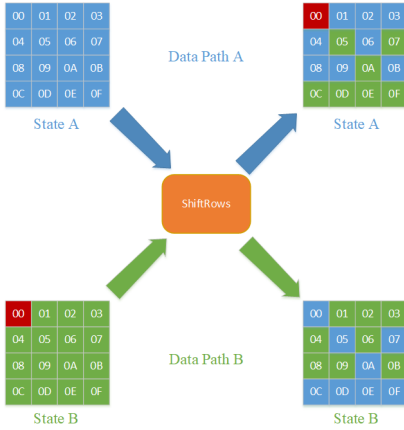 00 01 02 03
04 05 06 07
08 09 0A 0B
0C 0D 0E 0F
State A
Data Path A
00 01 02 03
04 05 06 07
08 09 0A 0B
0C 0D 0E 0F
State A
ShiftRows
00 01 02 03
04 05 06 07
08 09 0A 0B
0C 0D 0E 0F
State B
Data Path B
00 01 02 03
04 05 06 07
08 09 0A 0B
0C 0D 0E 0F
State B